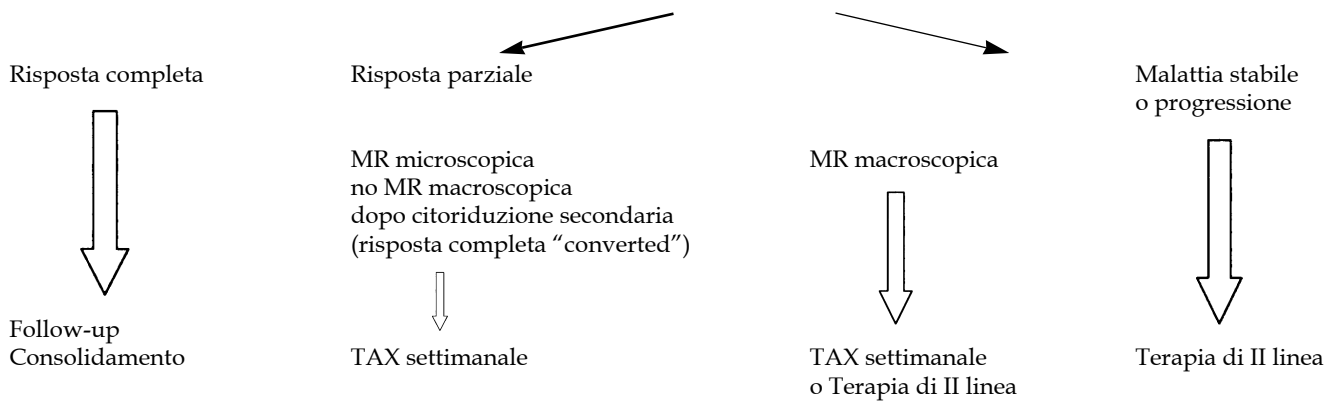 Risposta completa
Risposta parziale
Malattia stabile
o progressione
MR microscopica
no MR macroscopica
dopo citoriduzione secondaria
(risposta completa “converted”)
MR macroscopica
Follow-up
Consolidamento
TAX settimanale
TAX settimanale
o Terapia di II linea
Terapia di II linea